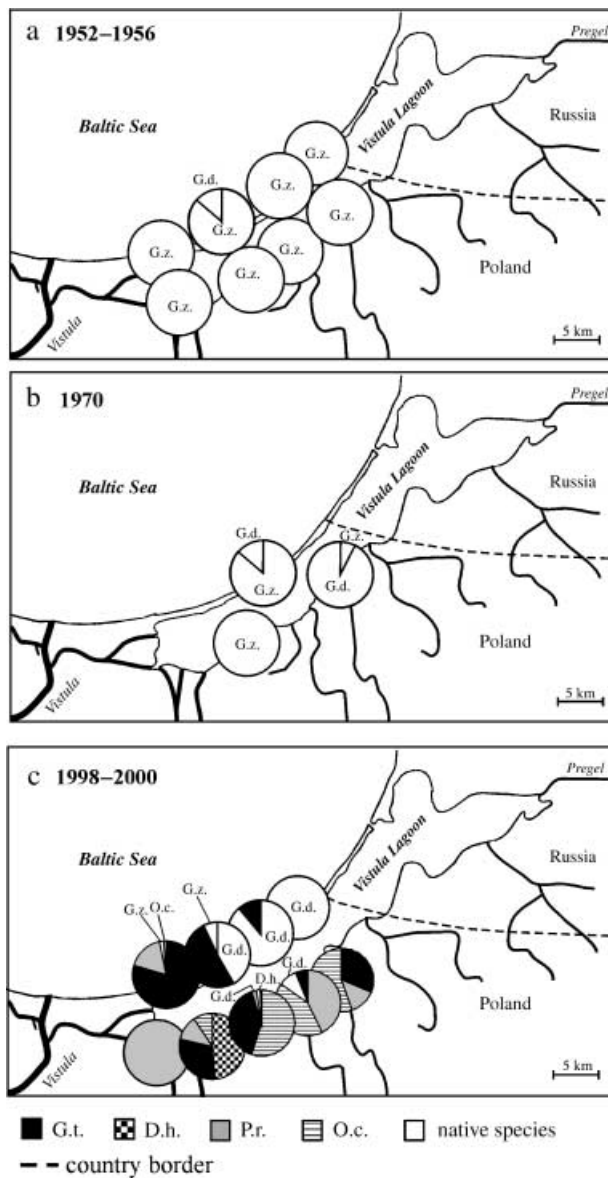 a 1952–1956
Pregel
Vistula Lagoon
Russia
Baltic Sea
G.z.
G.d.
G.z.
G.z.
G.z.
G.z.
G.z.
G.z.
Poland
G.z.
Vistula
5 km
b 1970
Pregel
Vistula Lagoon
Russia
Baltic Sea
G.d.
G.z.
G.z.
G.d.
G.z.
Poland
Vistula
5 km
c 1998–2000
Pregel
Vistula Lagoon
Russia
Baltic Sea
G.z.
G.z. O.c.
G.d.
G.d.
G.d.
G.d.
D.h.
G.d.
Poland
Vistula
5 km
G.t. D.h. P.r. O.c. native species
country border